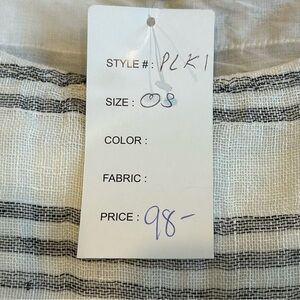 STYLE # : PLK1
SIZE : OS
COLOR :
FABRIC :
PRICE : 98-